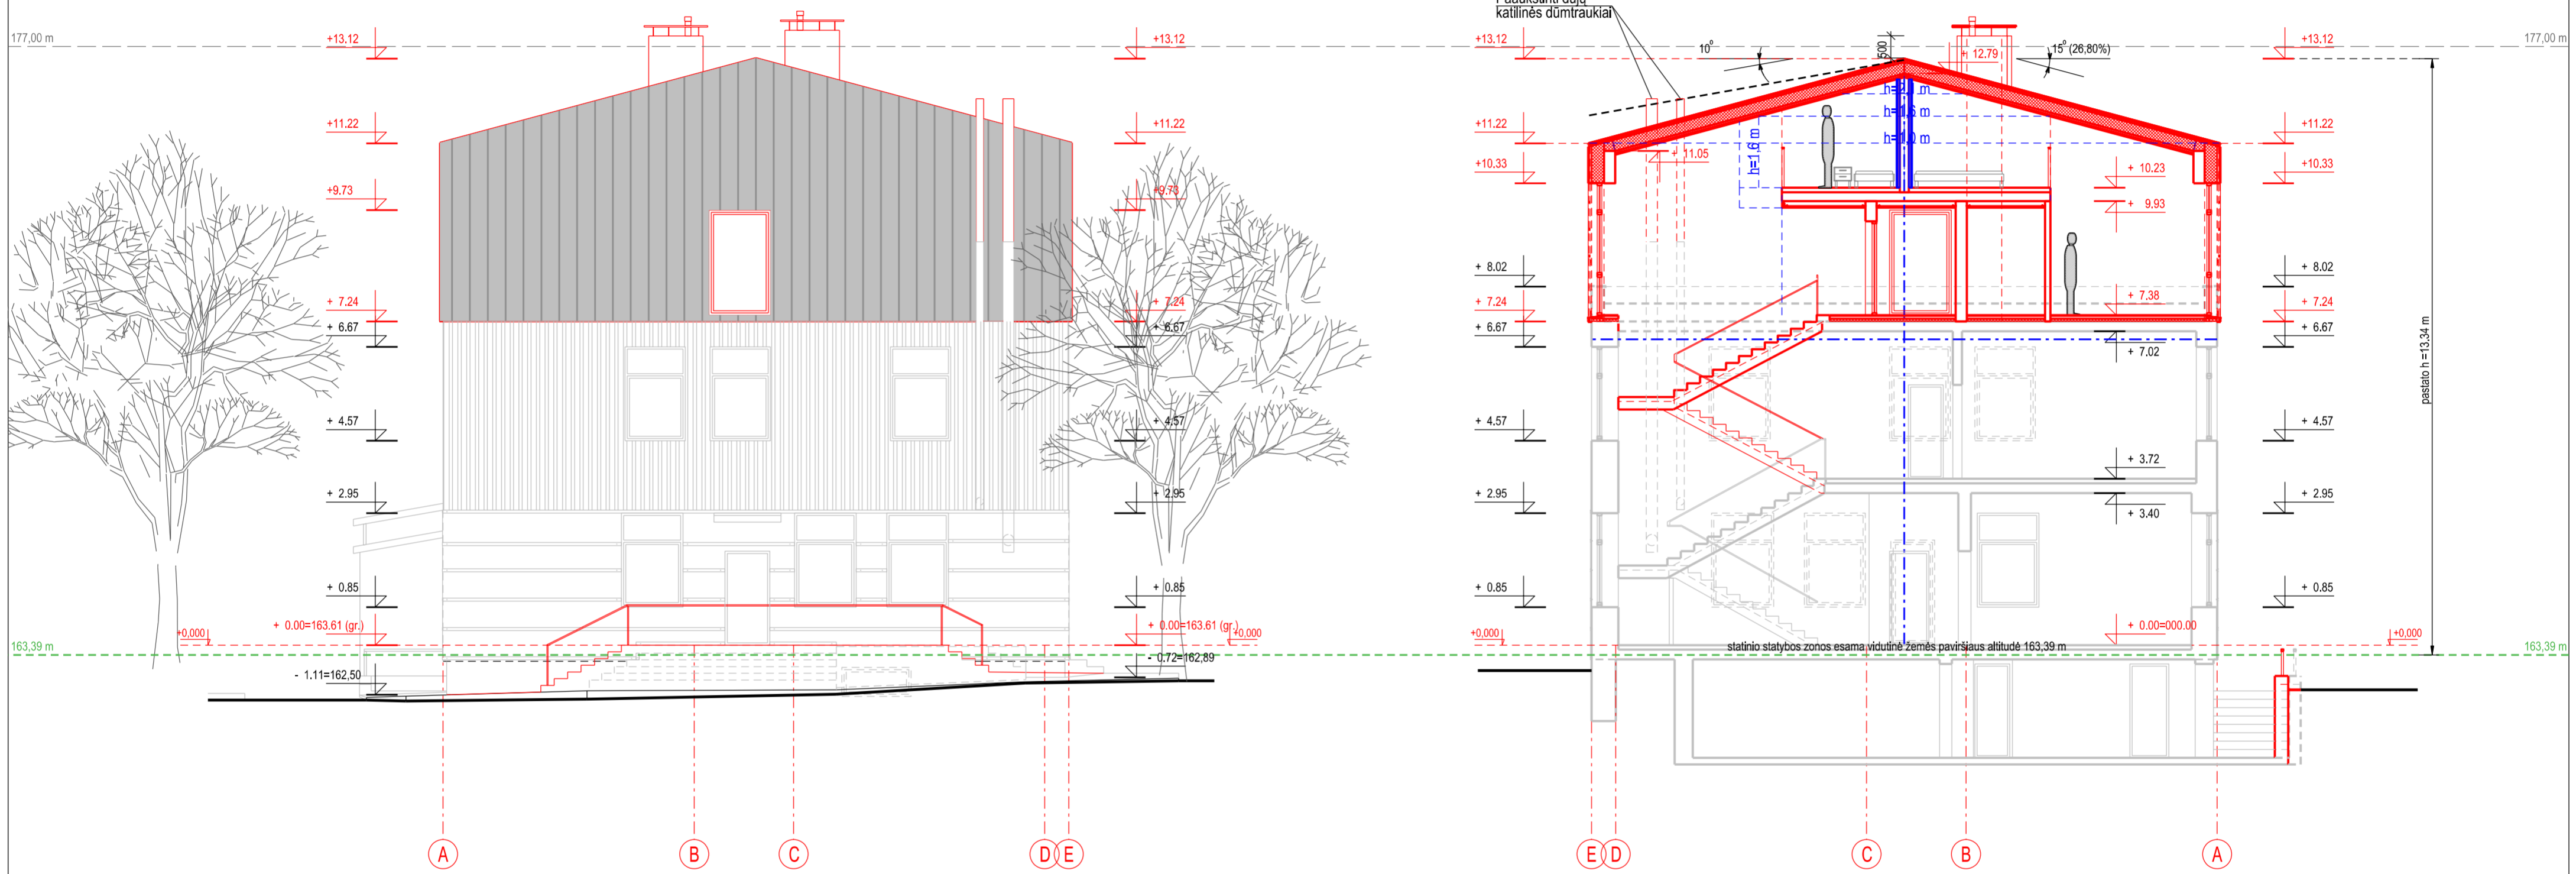 katilinės dūmtraukiai
177,00 m
177,00 m
+13.12
+13.12
+13.12
+13.12
500
10°
15° (26,80%)
+ 12.79
+11.22
+11.22
+11.22
+11.22
h=1,6 m
h=1,0 m
h=1,6 m
+ 11.05
+10.33
+10.33
+ 10.23
+9.73
+9.73
+ 9.93
+ 8.02
+ 8.02
+ 7.24
+ 7.24
+ 7.24
+ 7.38
+ 7.24
+ 6.67
+ 6.67
+ 6.67
+ 6.67
+ 7.02
pastato h =13,34 m
+ 4.57
+ 4.57
+ 4.57
+ 4.57
+ 3.72
+ 2.95
+ 2.95
+ 2.95
+ 2.95
+ 3.40
+ 0.85
+ 0.85
+ 0.85
+ 0.85
+0,000
+ 0.00=163.61 (gr.)
+ 0.00=163.61 (gr.)
+0,000
+0,000
+ 0.00=000.00
+0,000
163,39 m
statinio statybos zonos esama vidutinė žemės paviršiaus altitudė 163,39 m
163,39 m
- 1.11=162,50
- 0.72=162,89
A
B
C
D
E
E
D
C
B
A